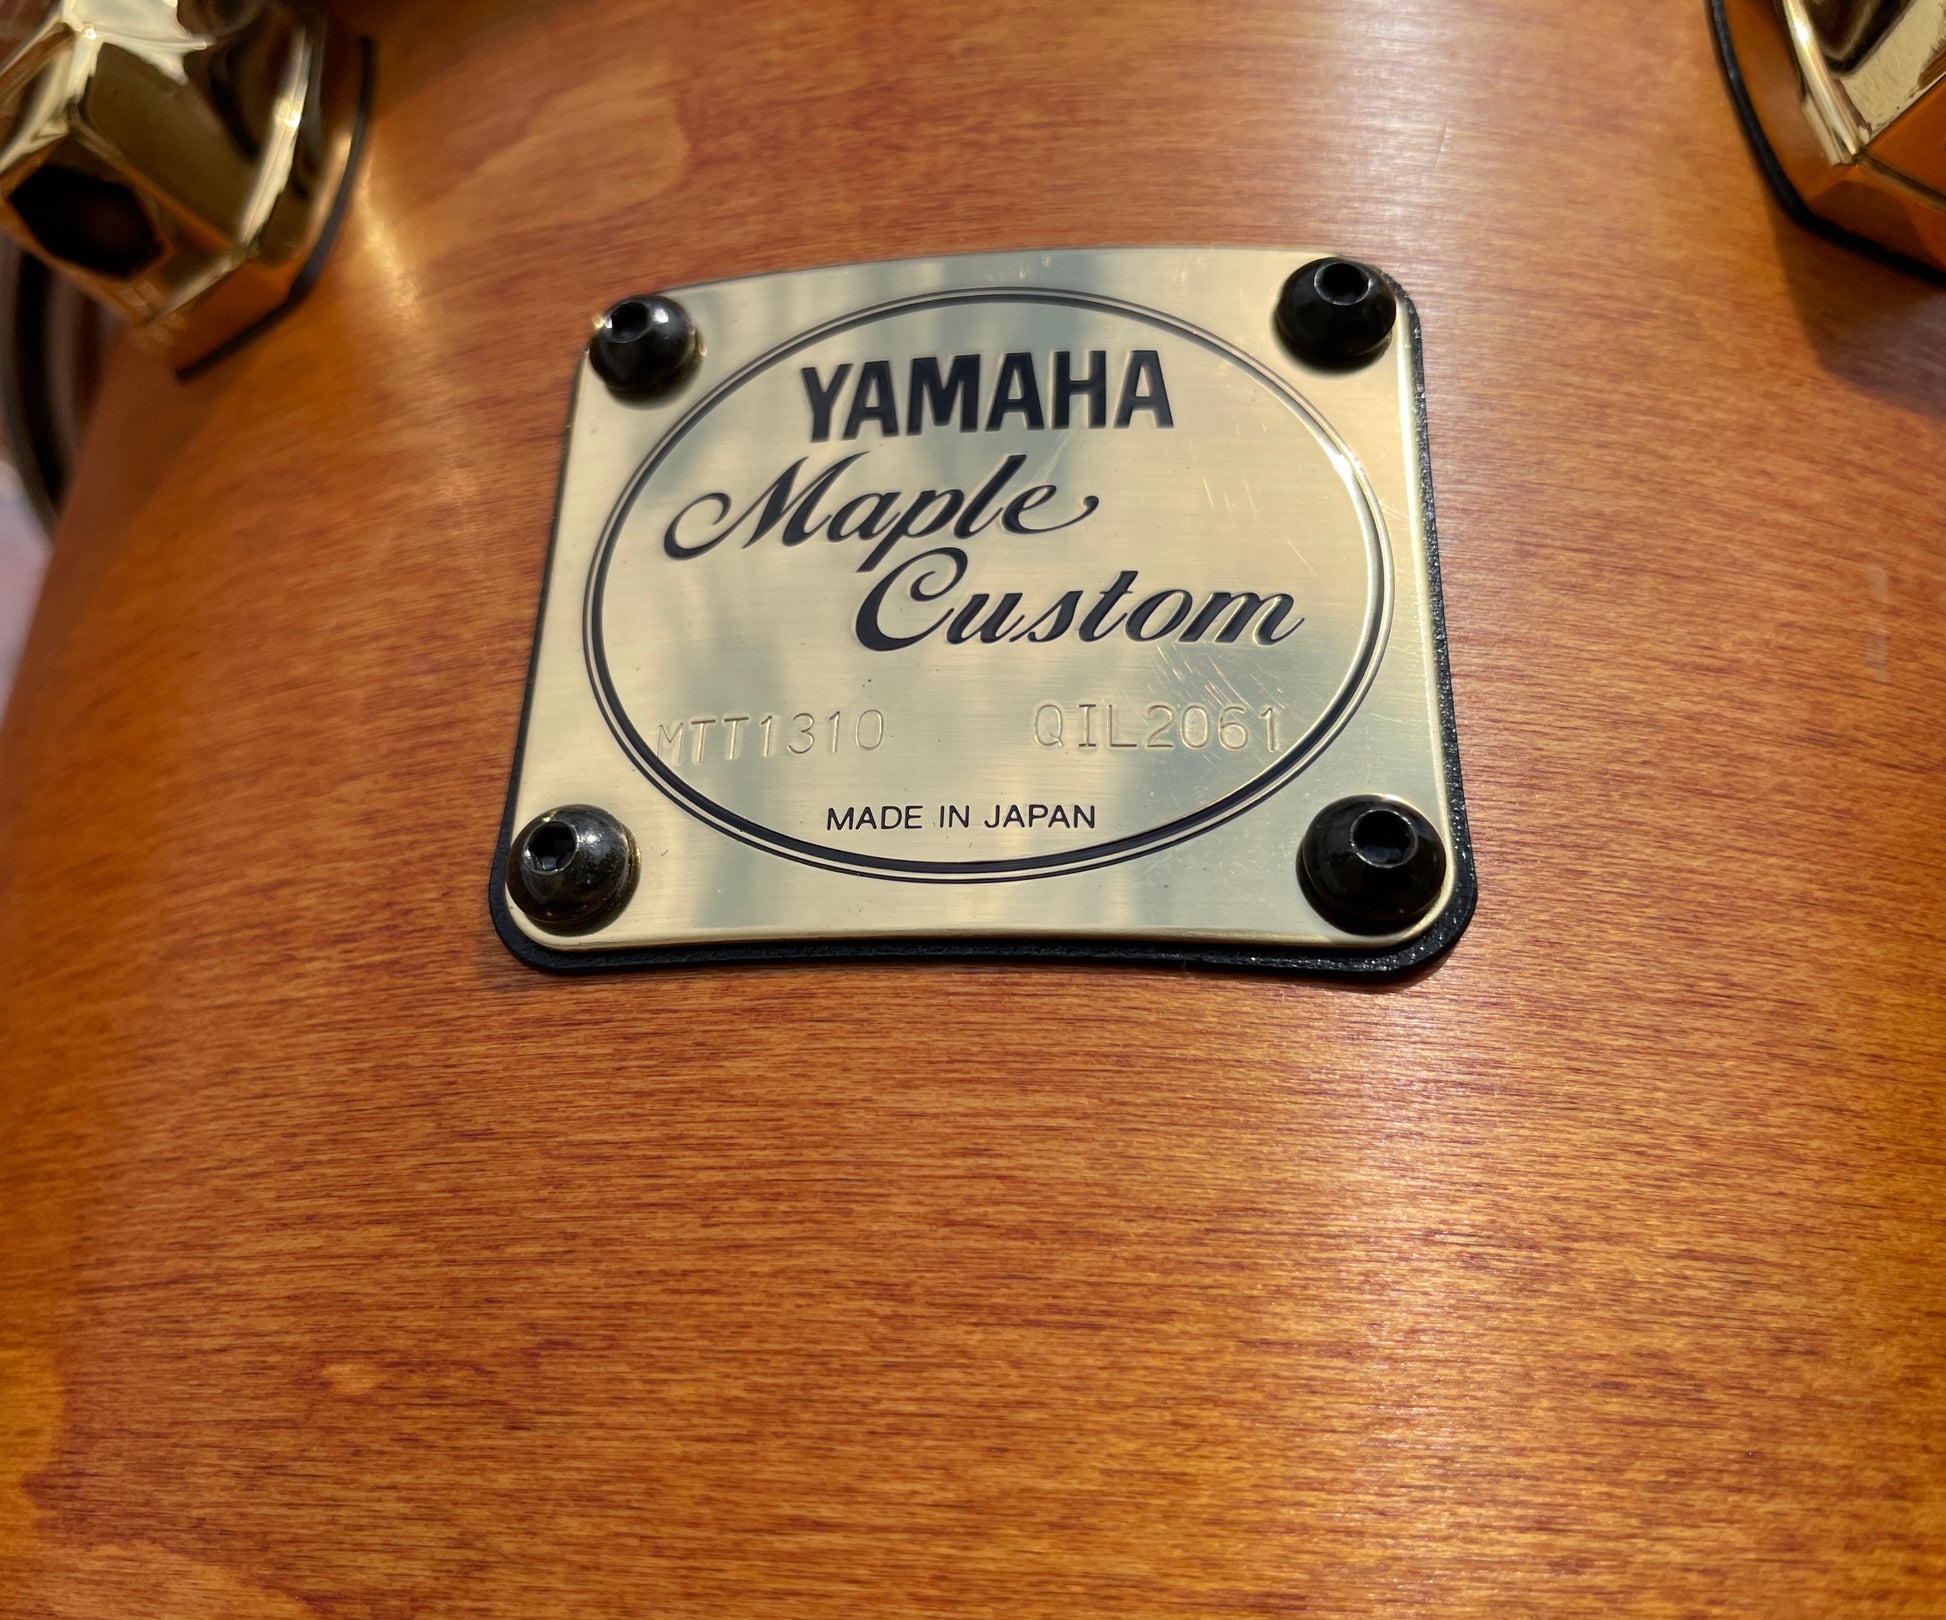 YAMAHA
Maple
Custom
MTT1310 QIL2061
MADE IN JAPAN